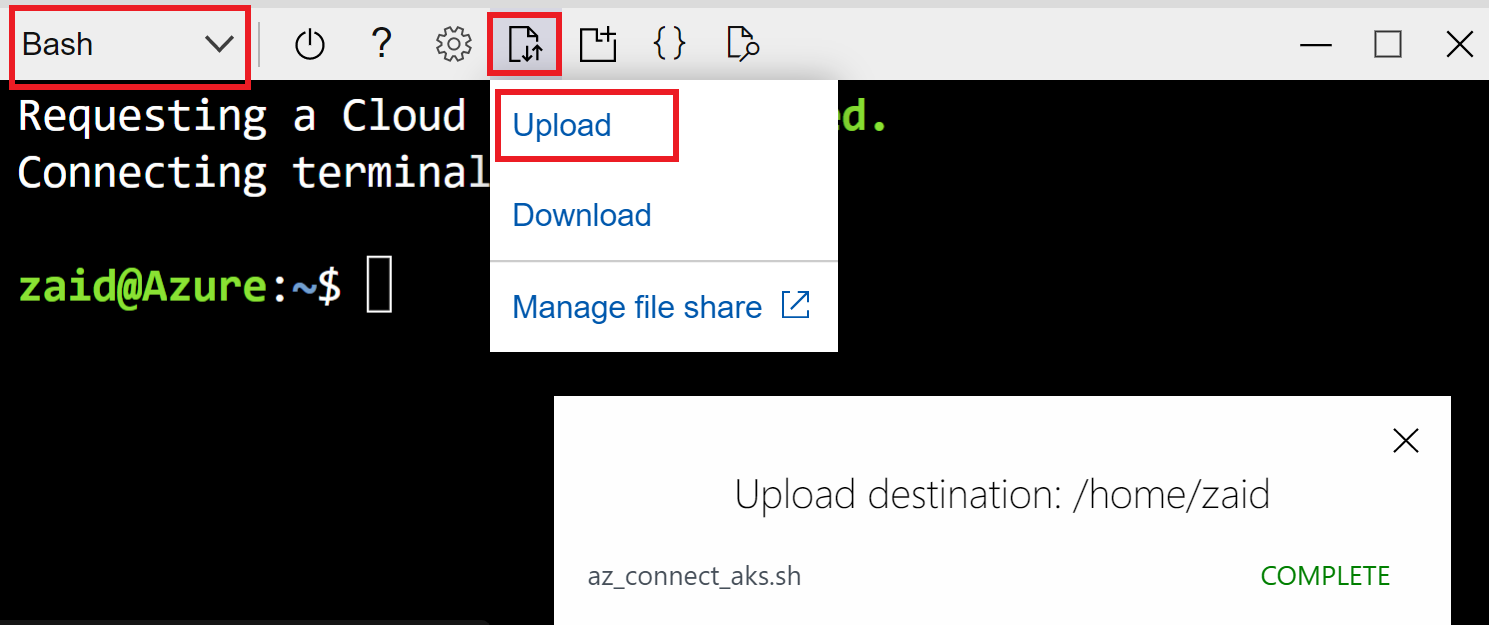 Bash
?
{ }
Upload
Download
Manage file share
Requesting a Cloud ed.
Connecting terminal
zaid@Azure:~$
Upload destination: /home/zaid
az_connect_aks.sh COMPLETE